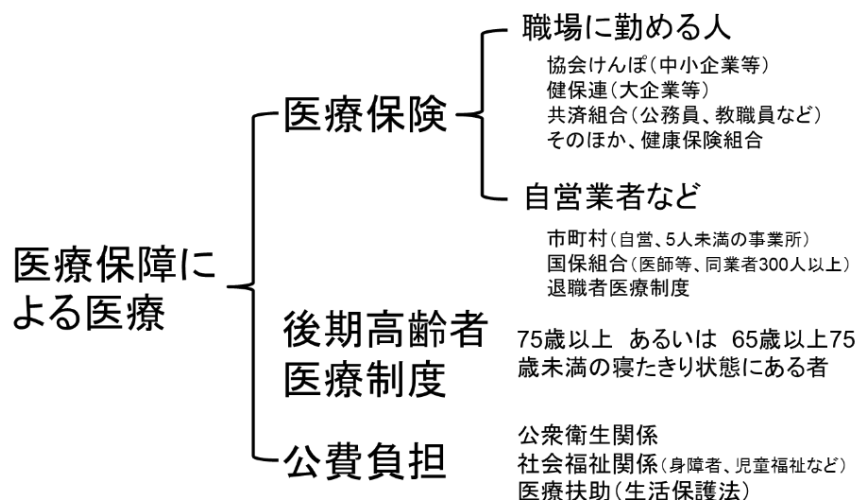 医療保障に
よる医療
医療保険
職場に勤める人
協会けんぽ（中小企業等）
健保連（大企業等）
共済組合（公務員、教職員など）
そのほか、健康保険組合
自営業者など
市町村（自営、5人未満の事業所）
国保組合（医師等、同業者300人以上）
退職者医療制度
後期高齢者
医療制度
75歳以上　あるいは　65歳以上75
歳未満の寝たきり状態にある者
公費負担
公衆衛生関係
社会福祉関係（身障者、児童福祉など）
医療扶助（生活保護法）